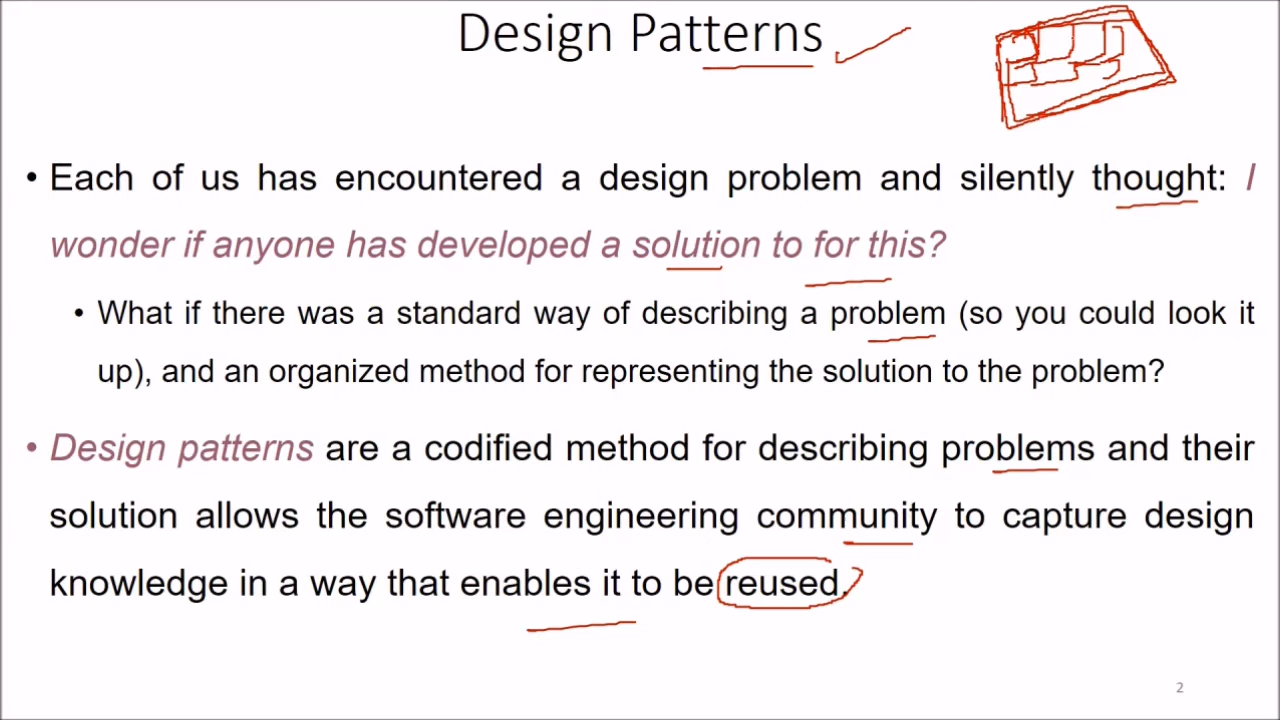 Design Patterns
• Each of us has encountered a design problem and silently thought: I
wonder if anyone has developed a solution to for this?
• What if there was a standard way of describing a problem (so you could look it
up), and an organized method for representing the solution to the problem?
• Design patterns are a codified method for describing problems and their
solution allows the software engineering community to capture design
knowledge in a way that enables it to be reused.
2